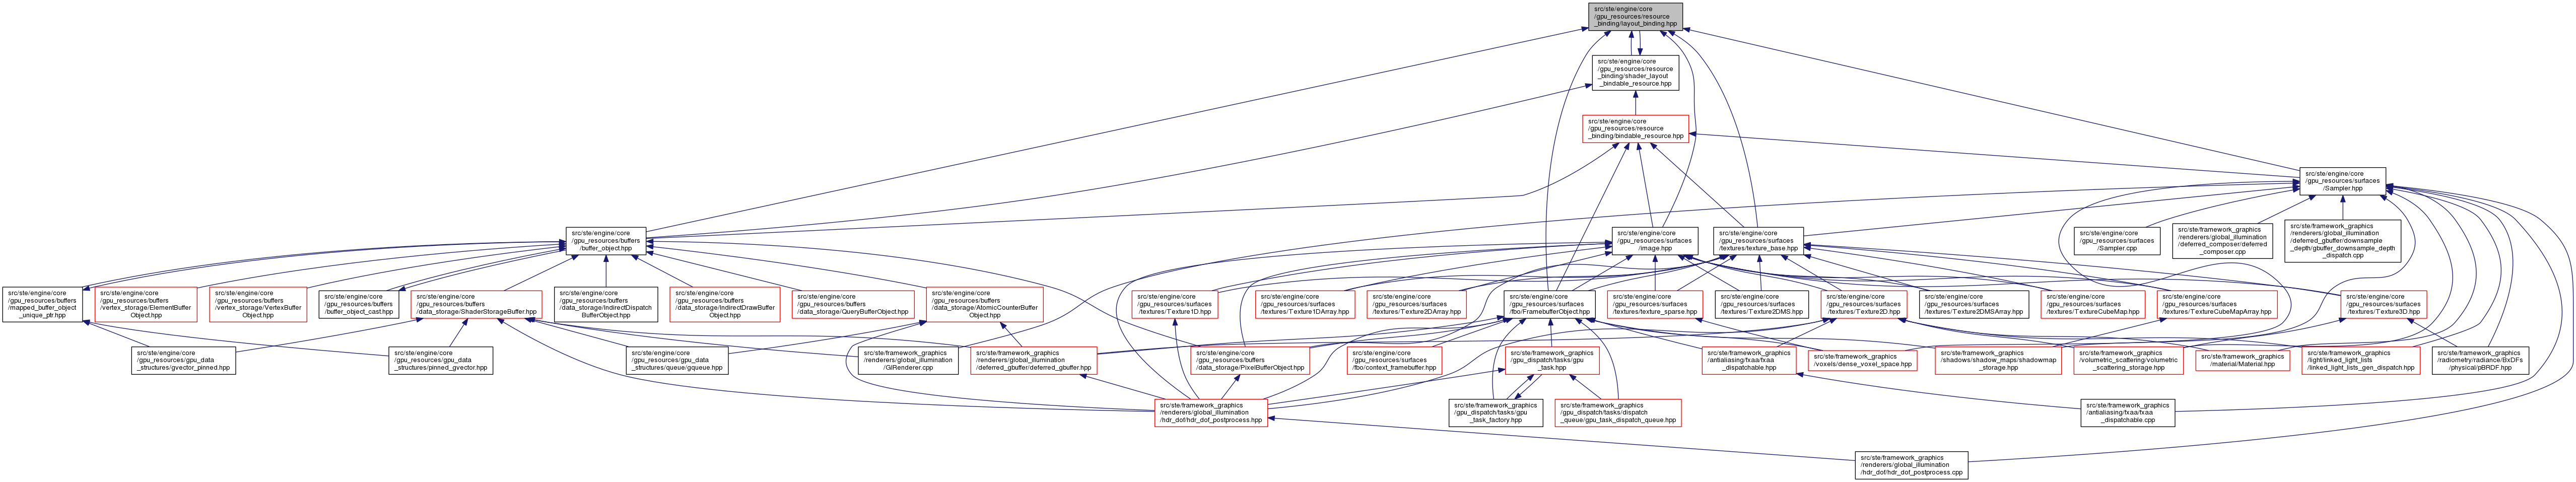 src/ste/engine/core
/gpu_resources/resource
_binding/layout_binding.hpp
src/ste/engine/core
/gpu_resources/resource
_binding/shader_layout
_bindable_resource.hpp
src/ste/engine/core
/gpu_resources/resource
_binding/bindable_resource.hpp
src/ste/engine/core
/gpu_resources/surfaces
/Sampler.hpp
src/ste/engine/core
/gpu_resources/buffers
/buffer_object.hpp
src/ste/engine/core
/gpu_resources/surfaces
/image.hpp
src/ste/engine/core
/gpu_resources/surfaces
/textures/texture_base.hpp
src/ste/engine/core
/gpu_resources/surfaces
/Sampler.cpp
src/ste/framework_graphics
/renderers/global_illumination
/deferred_composer/deferred
_composer.cpp
src/ste/framework_graphics
/renderers/global_illumination
/deferred_gbuffer/downsample
_depth/gbuffer_downsample_depth
_dispatch.cpp
src/ste/engine/core
/gpu_resources/buffers
/mapped_buffer_object
_unique_ptr.hpp
src/ste/engine/core
/gpu_resources/buffers
/vertex_storage/ElementBuffer
Object.hpp
src/ste/engine/core
/gpu_resources/buffers
/vertex_storage/VertexBuffer
Object.hpp
src/ste/engine/core
/gpu_resources/buffers
/buffer_object_cast.hpp
src/ste/engine/core
/gpu_resources/buffers
/data_storage/ShaderStorageBuffer.hpp
src/ste/engine/core
/gpu_resources/buffers
/data_storage/IndirectDispatch
BufferObject.hpp
src/ste/engine/core
/gpu_resources/buffers
/data_storage/IndirectDrawBuffer
Object.hpp
src/ste/engine/core
/gpu_resources/buffers
/data_storage/QueryBufferObject.hpp
src/ste/engine/core
/gpu_resources/buffers
/data_storage/AtomicCounterBuffer
Object.hpp
src/ste/engine/core
/gpu_resources/surfaces
/textures/Texture1D.hpp
src/ste/engine/core
/gpu_resources/surfaces
/textures/Texture1DArray.hpp
src/ste/engine/core
/gpu_resources/surfaces
/textures/Texture2DArray.hpp
src/ste/engine/core
/gpu_resources/surfaces
/fbo/FramebufferObject.hpp
src/ste/engine/core
/gpu_resources/surfaces
/textures/texture_sparse.hpp
src/ste/engine/core
/gpu_resources/surfaces
/textures/Texture2DMS.hpp
src/ste/engine/core
/gpu_resources/surfaces
/textures/Texture2D.hpp
src/ste/engine/core
/gpu_resources/surfaces
/textures/Texture2DMSArray.hpp
src/ste/engine/core
/gpu_resources/surfaces
/textures/TextureCubeMap.hpp
src/ste/engine/core
/gpu_resources/surfaces
/textures/TextureCubeMapArray.hpp
src/ste/engine/core
/gpu_resources/surfaces
/textures/Texture3D.hpp
src/ste/engine/core
/gpu_resources/gpu_data
_structures/gvector_pinned.hpp
src/ste/engine/core
/gpu_resources/gpu_data
_structures/pinned_gvector.hpp
src/ste/engine/core
/gpu_resources/gpu_data
_structures/queue/gqueue.hpp
src/ste/framework_graphics
/renderers/global_illumination
/GIRenderer.cpp
src/ste/framework_graphics
/renderers/global_illumination
/deferred_gbuffer/deferred_gbuffer.hpp
src/ste/engine/core
/gpu_resources/buffers
/data_storage/PixelBufferObject.hpp
src/ste/engine/core
/gpu_resources/surfaces
/fbo/context_framebuffer.hpp
src/ste/framework_graphics
/gpu_dispatch/tasks/gpu
_task.hpp
src/ste/framework_graphics
/antialiasing/fxaa/fxaa
_dispatchable.hpp
src/ste/framework_graphics
/voxels/dense_voxel_space.hpp
src/ste/framework_graphics
/shadows/shadow_maps/shadowmap
_storage.hpp
src/ste/framework_graphics
/volumetric_scattering/volumetric
_scattering_storage.hpp
src/ste/framework_graphics
/material/Material.hpp
src/ste/framework_graphics
/light/linked_light_lists
/linked_light_lists_gen_dispatch.hpp
src/ste/framework_graphics
/radiometry/radiance/BxDFs
/physical/pBRDF.hpp
src/ste/framework_graphics
/renderers/global_illumination
/hdr_dof/hdr_dof_postprocess.hpp
src/ste/framework_graphics
/gpu_dispatch/tasks/gpu
_task_factory.hpp
src/ste/framework_graphics
/gpu_dispatch/tasks/dispatch
_queue/gpu_task_dispatch_queue.hpp
src/ste/framework_graphics
/antialiasing/fxaa/fxaa
_dispatchable.cpp
src/ste/framework_graphics
/renderers/global_illumination
/hdr_dof/hdr_dof_postprocess.cpp